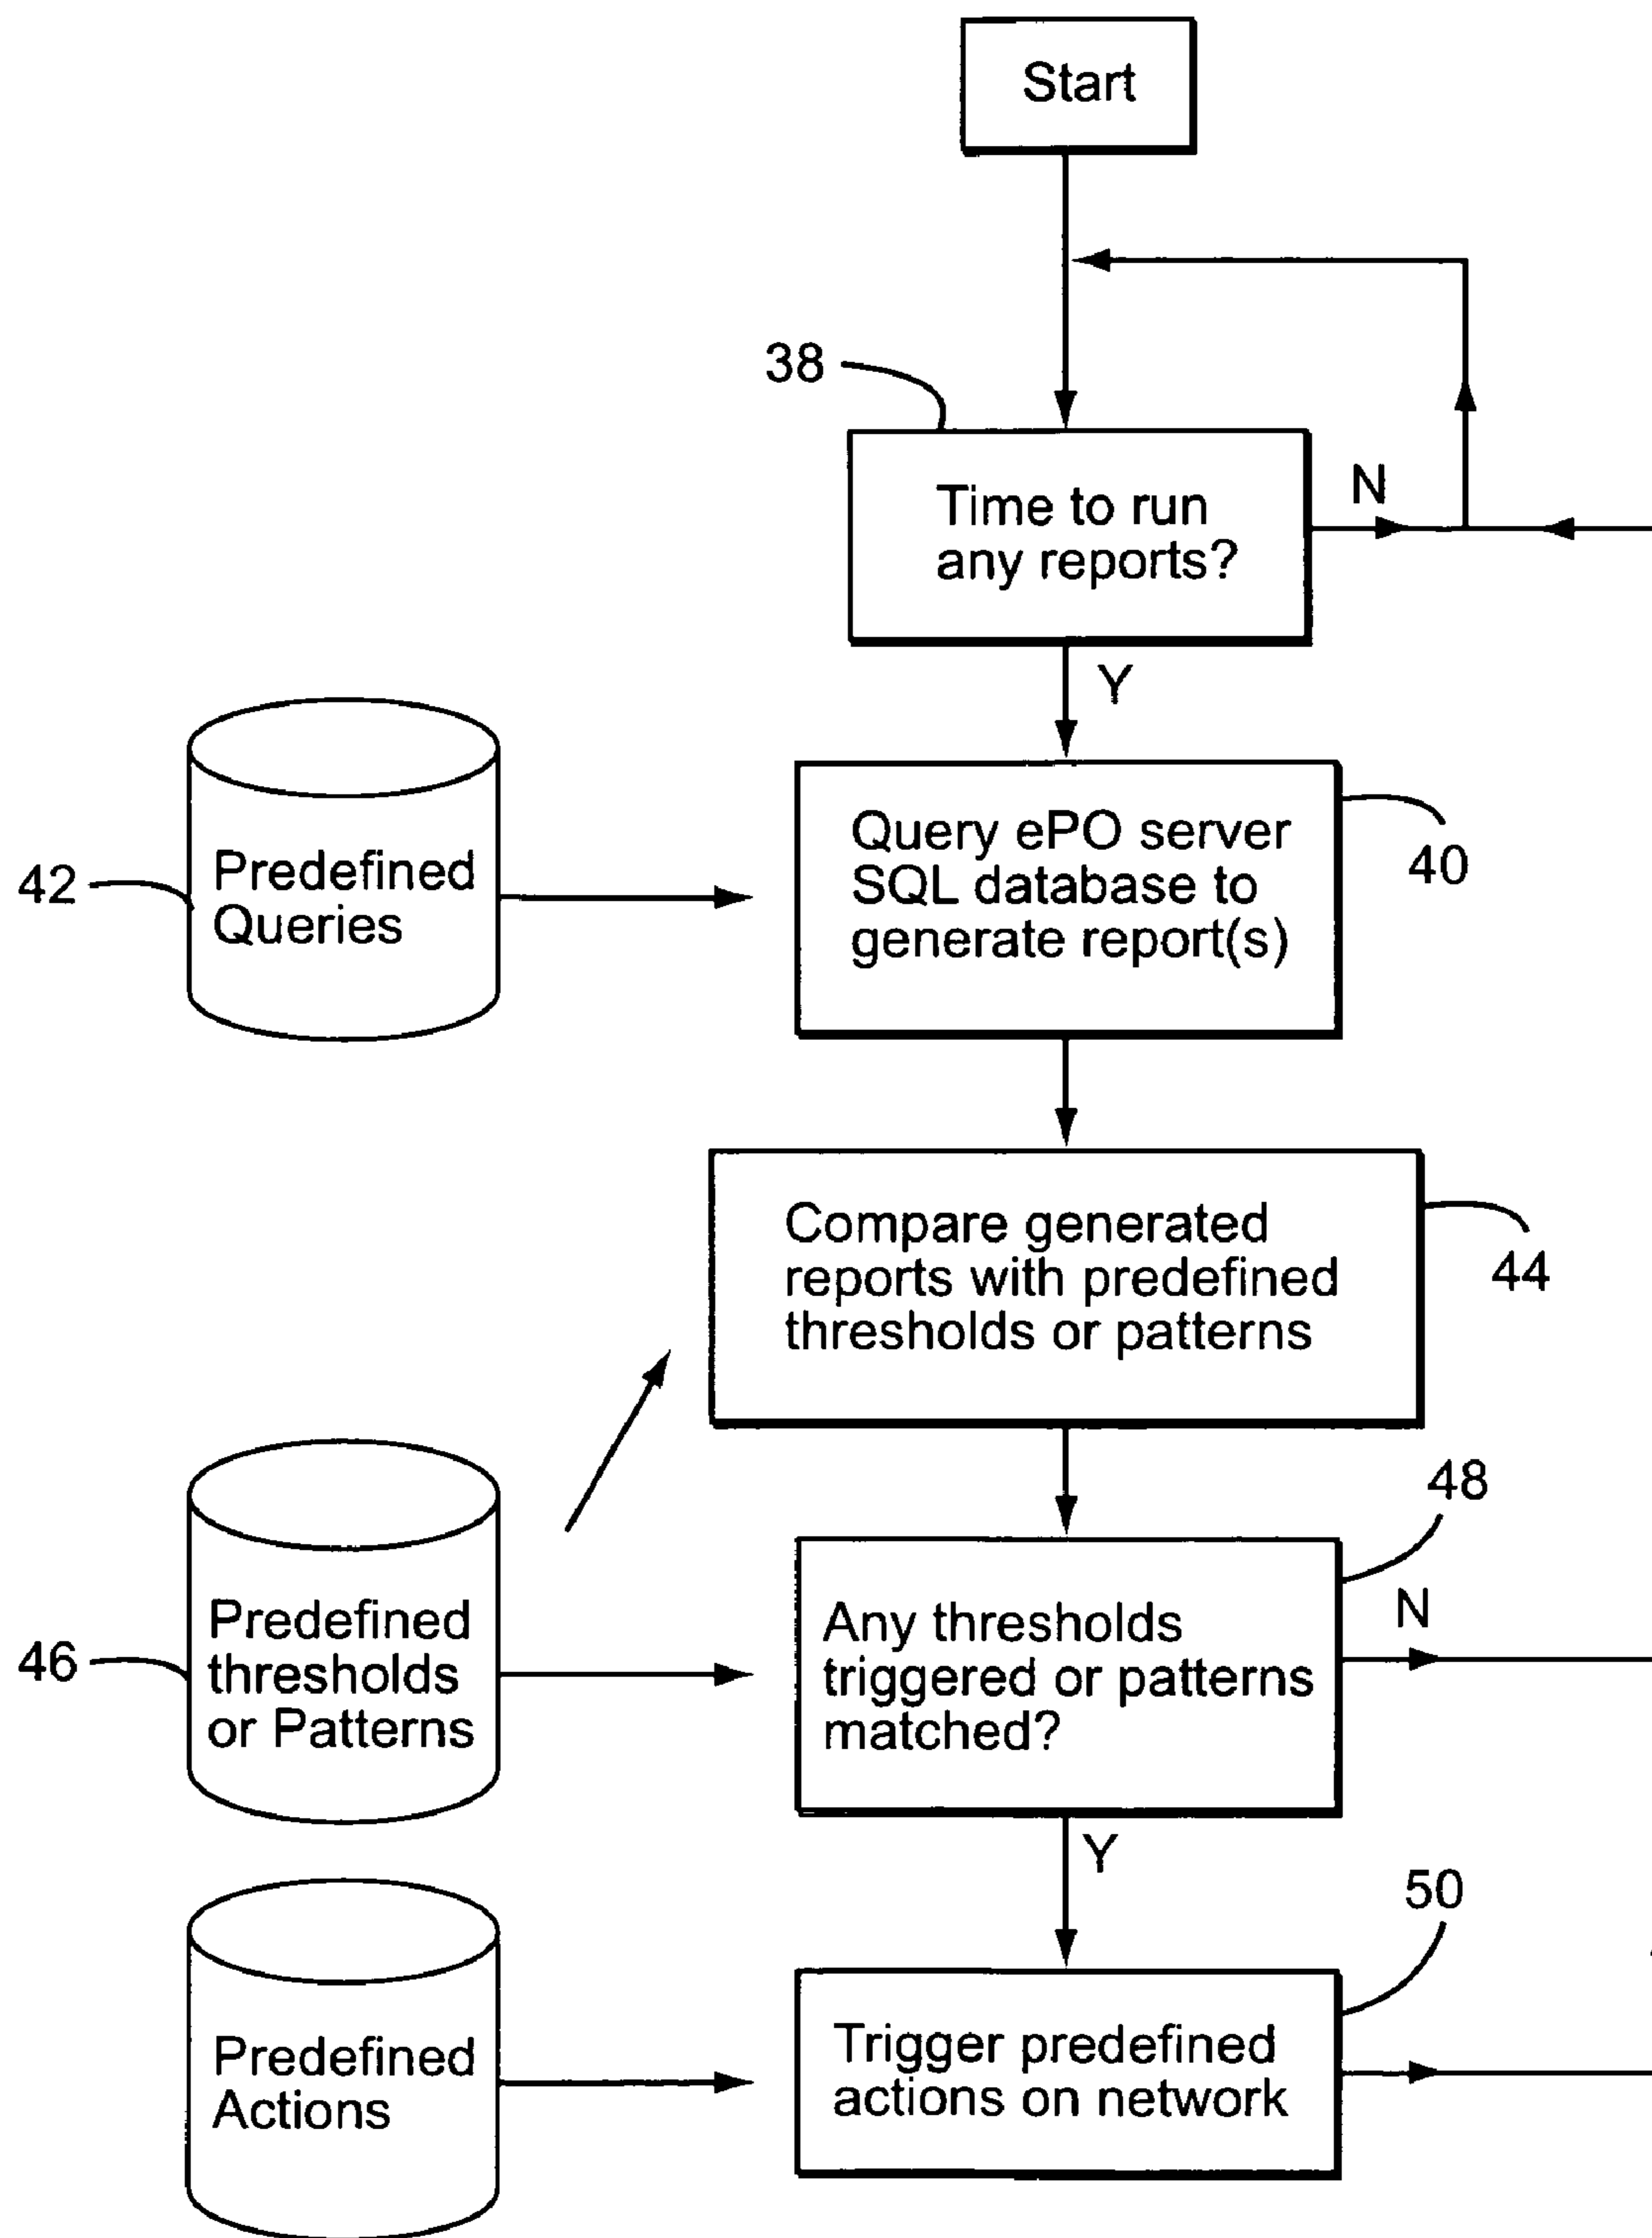 Start
38
Time to run
any reports?
N
Y
42
Predefined
Queries
Query ePO server
SQL database to
generate report(s)
40
Compare generated
reports with predefined
thresholds or patterns
44
46
Predefined
thresholds
or Patterns
Any thresholds
triggered or patterns
matched?
48
N
Y
Predefined
Actions
Trigger predefined
actions on network
50